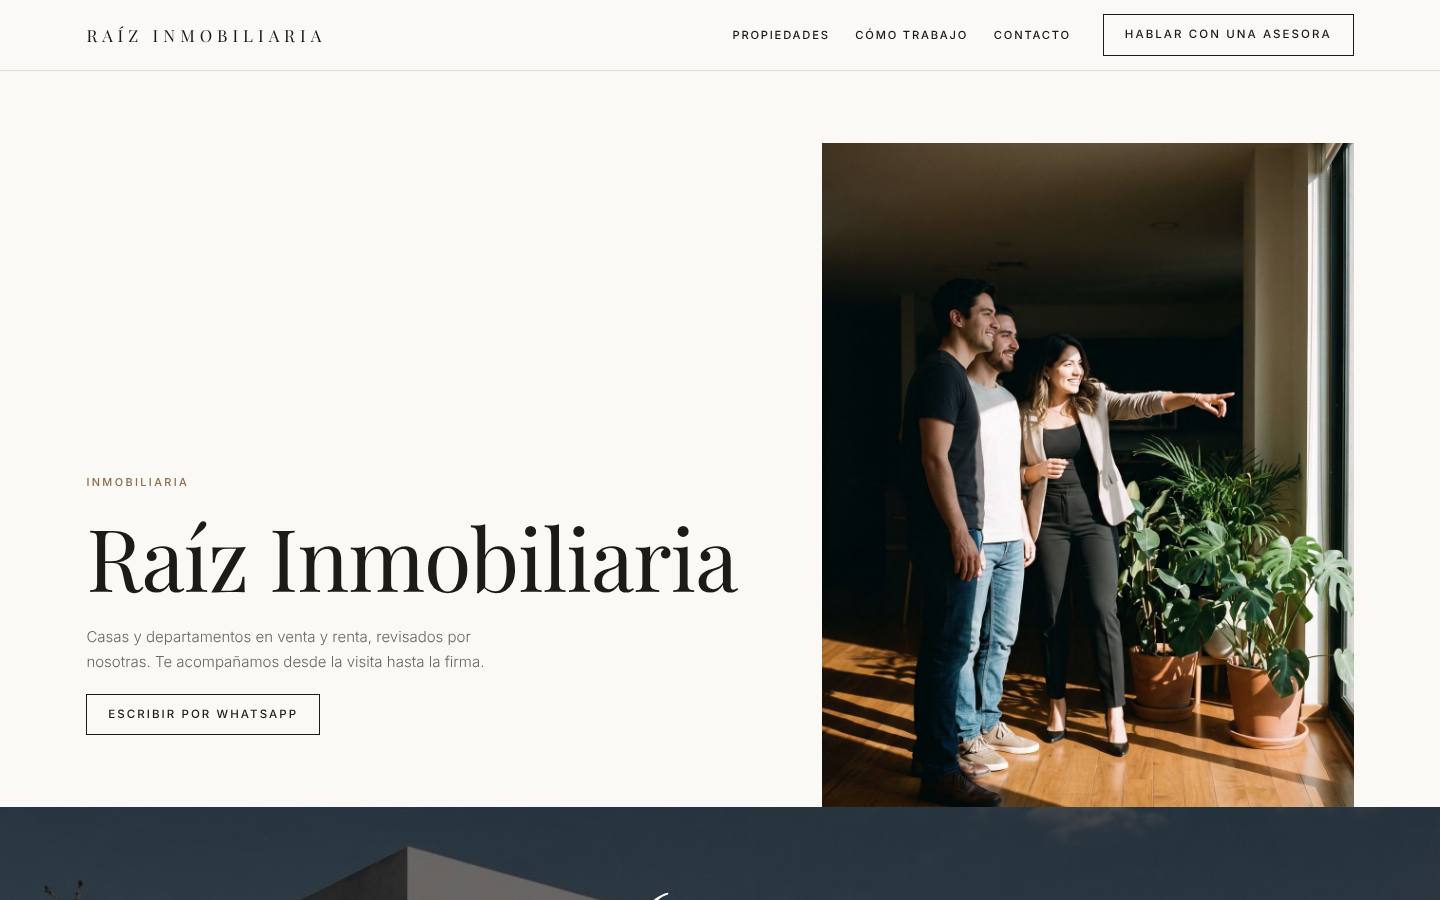 RAÍZ INMOBILIARIA
PROPIEDADES
CÓMO TRABAJO
CONTACTO
HABLAR CON UNA ASESORA
INMOBILIARIA
Raíz Inmobiliaria
Casas y departamentos en venta y renta, revisados por
nosotras. Te acompañamos desde la visita hasta la firma.
ESCRIBIR POR WHATSAPP